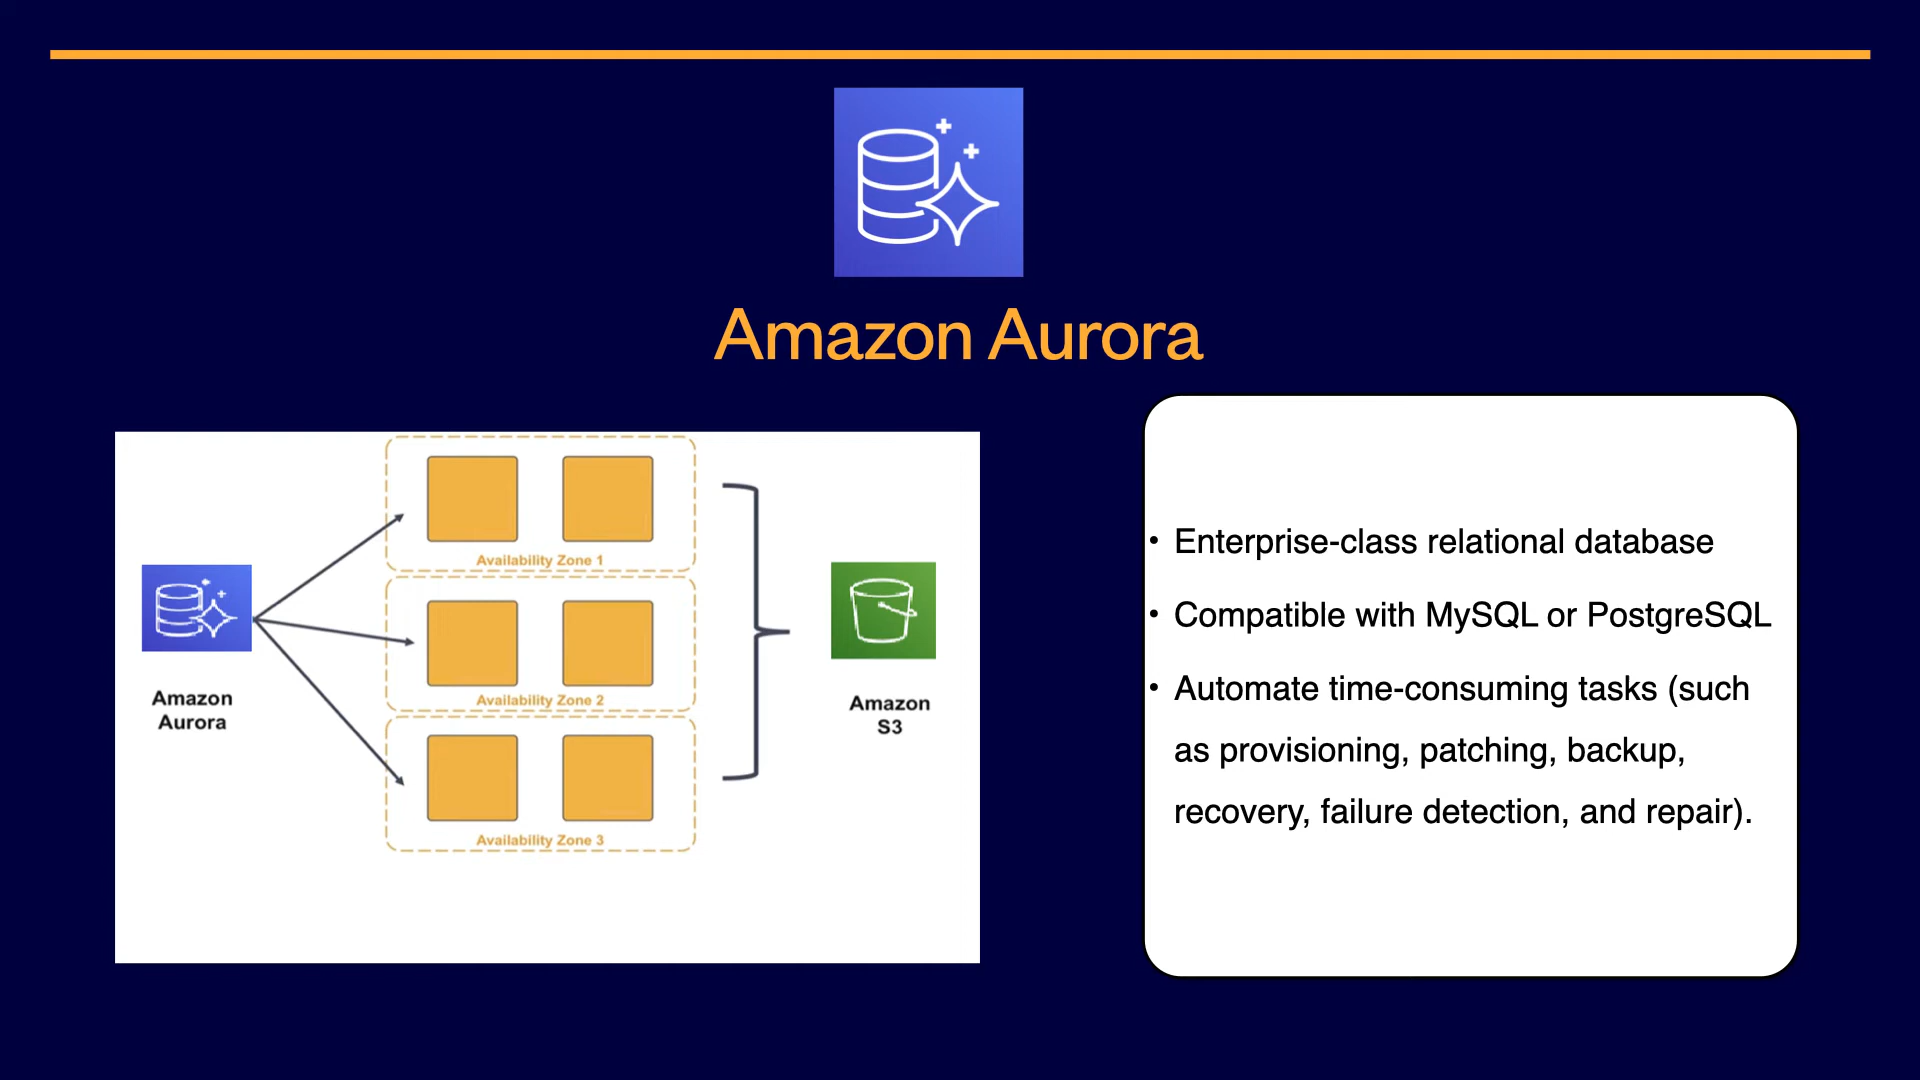 Amazon Aurora
Availability Zone 1
Availability Zone 2
Availability Zone 3
Amazon
Aurora
Amazon
S3
• Enterprise-class relational database
• Compatible with MySQL or PostgreSQL
• Automate time-consuming tasks (such
as provisioning, patching, backup,
recovery, failure detection, and repair).